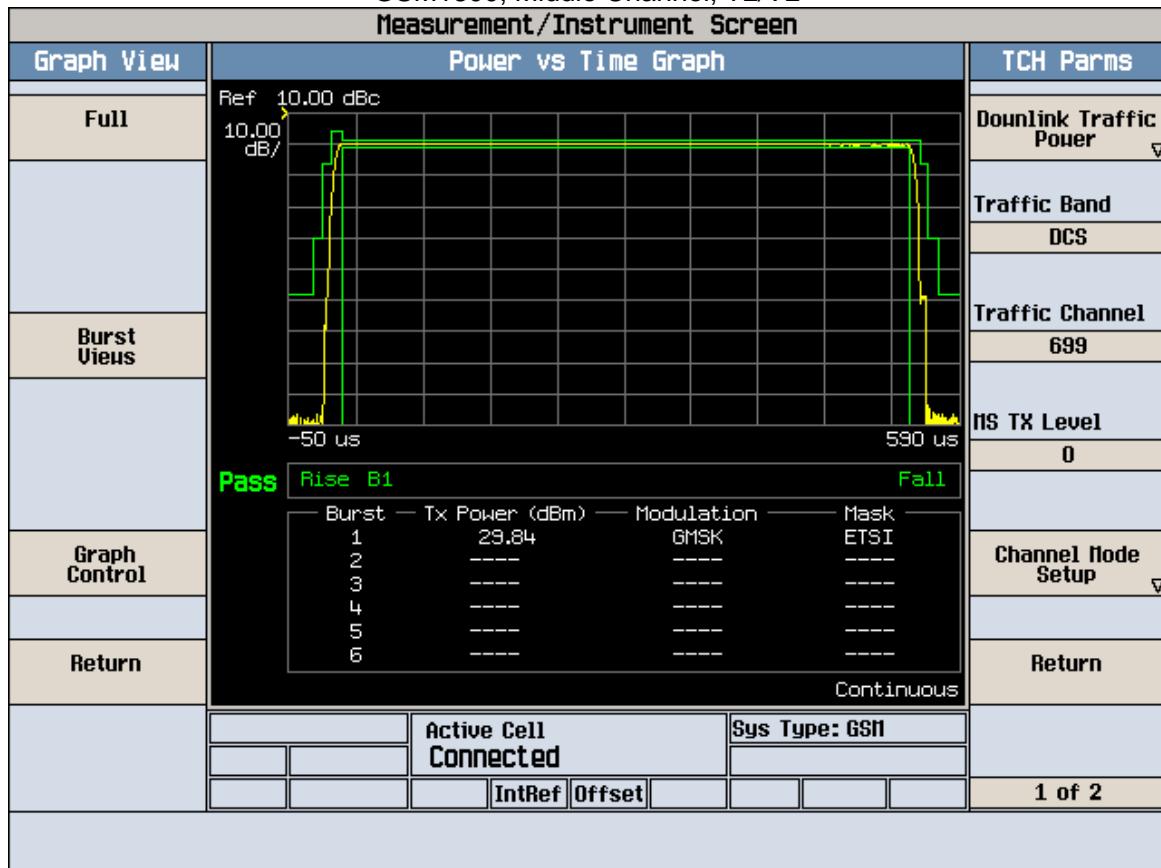 Measurement/Instrument Screen
Graph View
Power vs Time Graph
TCH Parms
Full
Burst
Views
Graph
Control
Return
Ref 10.00 dBc
10.00
dB/
-50 us
590 us
Pass
Rise B1
Fall
Burst Tx Power (dBm) Modulation Mask
1 29.84 GMSK ETSI
2 ---- ---- ----
3 ---- ---- ----
4 ---- ---- ----
5 ---- ---- ----
6 ---- ---- ----
Continuous
Active Cell
Connected
Sys Type: GSM
IntRef Offset
Downlink Traffic
Power
Traffic Band
DCS
Traffic Channel
699
MS TX Level
0
Channel Mode
Setup
Return
1 of 2